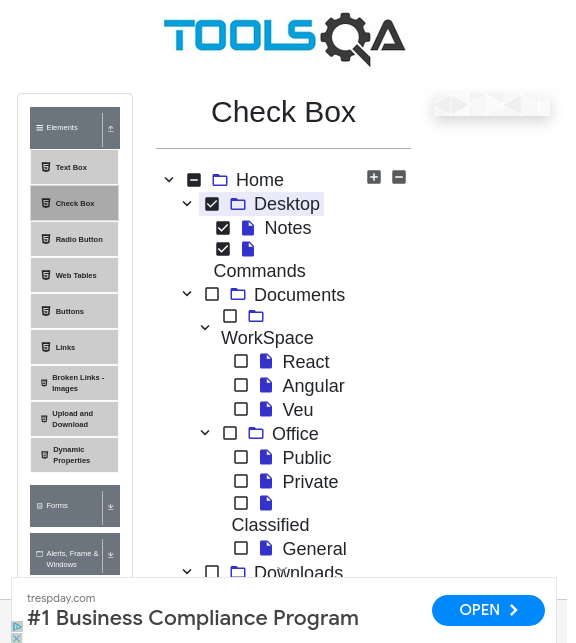 TOOLSQA
Elements
Text Box
Check Box
Radio Button
Web Tables
Buttons
Links
Broken Links -
Images
Upload and
Download
Dynamic
Properties
Forms
Alerts, Frame &
Windows
Check Box
Home
Desktop
Notes
Commands
Documents
WorkSpace
React
Angular
Veu
Office
Public
Private
Classified
General
Downloads
trespday.com
#1 Business Compliance Program
OPEN